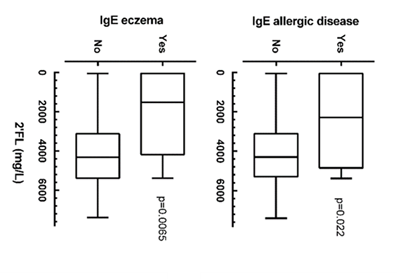 IgE eczema
No
Yes
0
2000
4000
6000
2'FL (mg/L)
p=0.0065
IgE allergic disease
No
Yes
0
2000
4000
6000
p=0.022